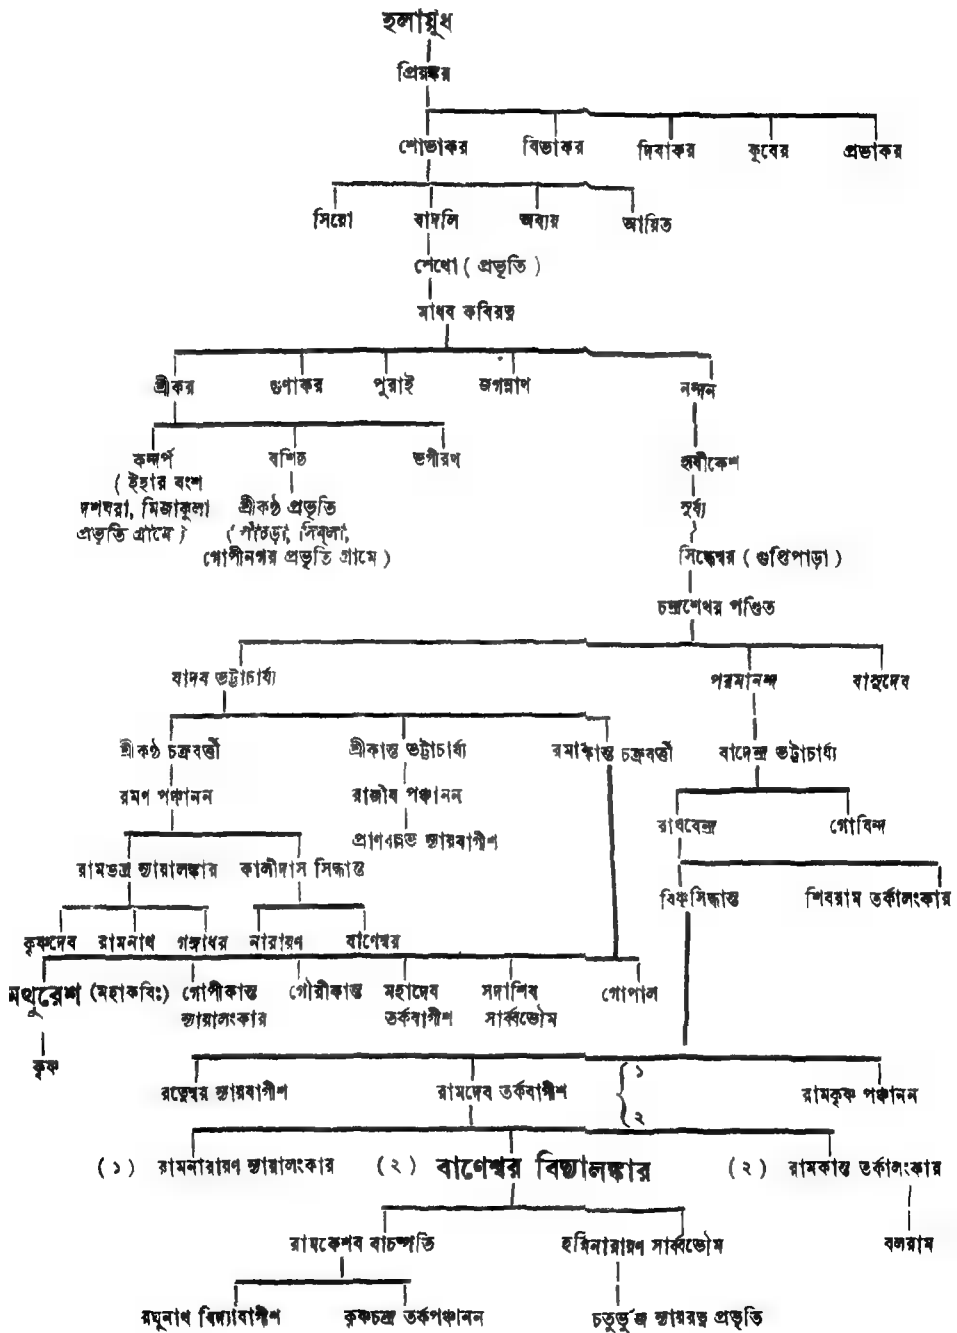 হলায়ুধ
প্রিয়ঙ্কর
শোভাকর বিভাকর দিবাকর কুবের প্রভাকর
সিয়ো বাদলি অব্যয় আয়িত
শেথো ( প্রভৃতি )
মাধব কবিরত্ন
শ্রীকর গুণাকর পুরাই জগন্নাথ নন্দন
কন্দর্প বশিষ্ঠ ভগীরথ হৃষীকেশ
( ইহার বংশ
দশঘরা, মিজাকুলা শ্রীকণ্ঠ প্রভৃতি সূর্য্য
প্রভৃতি গ্রামে ) ( পাঁচড়া, সিমলা,
গোপীনগর প্রভৃতি গ্রামে ) সিদ্ধেশ্বর ( গুপ্তিপাড়া )
চন্দ্রশেখর পণ্ডিত
যাদব ভট্টাচার্য্য পরমানন্দ বাসুদেব
শ্রীকণ্ঠ চক্রবর্ত্তী শ্রীকান্ত ভট্টাচার্য্য রমাকান্ত চক্রবর্ত্তী যাদেন্দ্র ভট্টাচার্য্য
রমণ পঞ্চানন রাজীব পঞ্চানন
রাঘবেন্দ্র গোবিন্দ
প্রাণবল্লভ ন্যায়বাগীশ
রামভদ্র ন্যায়ালঙ্কার কালীদাস সিদ্ধান্ত
বিষ্ণুসিদ্ধান্ত শিবরাম তর্কালংকার
কৃষ্ণদেব রামনাথ গঙ্গাধর নারায়ণ বাণেশ্বর
মথুরেশ (মহাকবিঃ) গোপীকান্ত গৌরীকান্ত মহাদেব সদাশিব গোপাল
ন্যায়ালংকার তর্কবাগীশ সার্ব্বভৌম
কৃষ্ণ
রত্নেশ্বর ন্যায়বাগীশ রামদেব তর্কবাগীশ ১ ২ রামকৃষ্ণ পঞ্চানন
( ১ ) রামনারায়ণ ন্যায়ালংকার ( ২ ) বাণেশ্বর বিদ্যালঙ্কার ( ২ ) রামকান্ত তর্কালংকার
রামকেশব বাচস্পতি হরিনারায়ণ সার্ব্বভৌম বলরাম
রঘুনাথ বিদ্যাবাগীশ কৃষ্ণচন্দ্র তর্কপঞ্চানন চতুর্ভুজ ন্যায়রত্ন প্রভৃতি